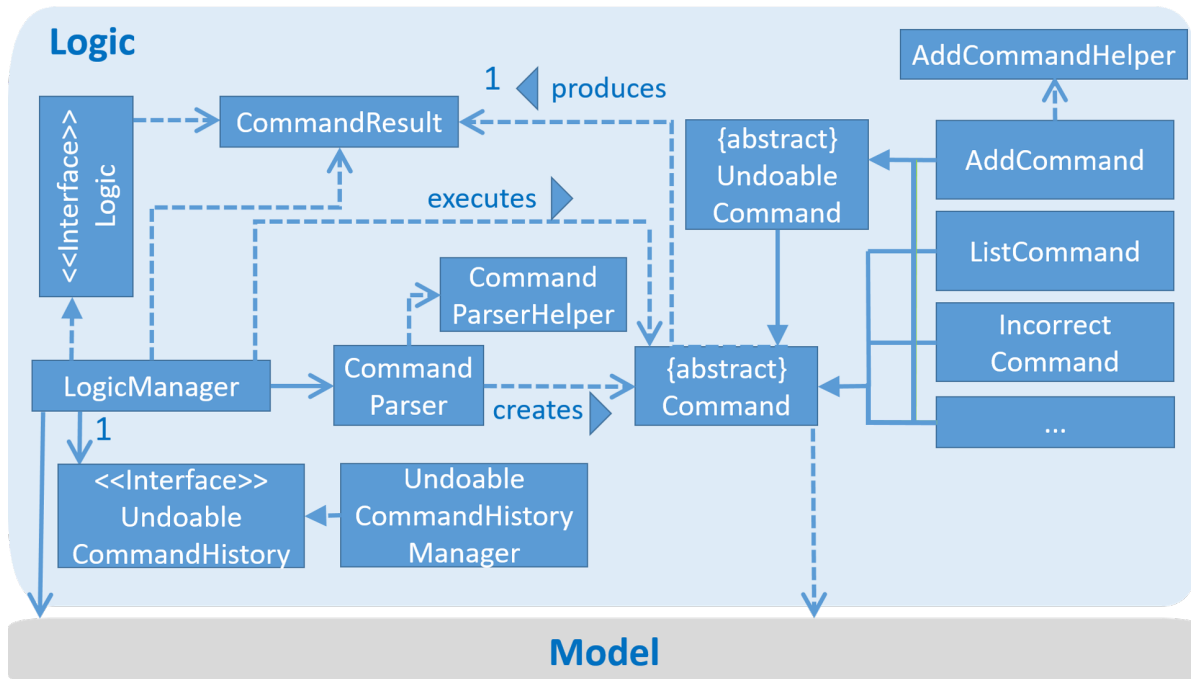 Logic
AddCommandHelper
1
produces
<<Interface>>
Logic
CommandResult
{abstract}
Undoable
Command
AddCommand
executes
ListCommand
Command
ParserHelper
Incorrect
Command
LogicManager
Command
Parser
creates
{abstract}
Command
...
1
<<Interface>>
Undoable
CommandHistory
Undoable
CommandHistory
Manager
Model